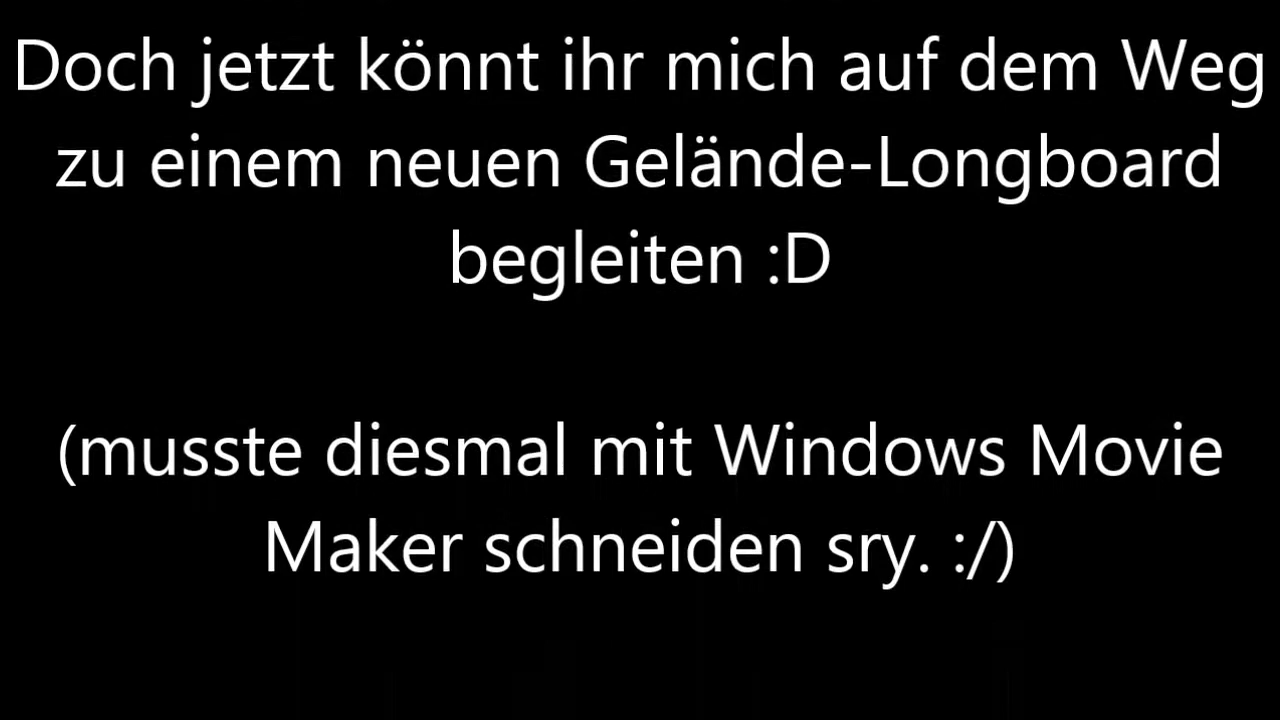 Doch jetzt könnt ihr mich auf dem Weg
zu einem neuen Gelände-Longboard
begleiten :D
(musste diesmal mit Windows Movie
Maker schneiden sry. :/)